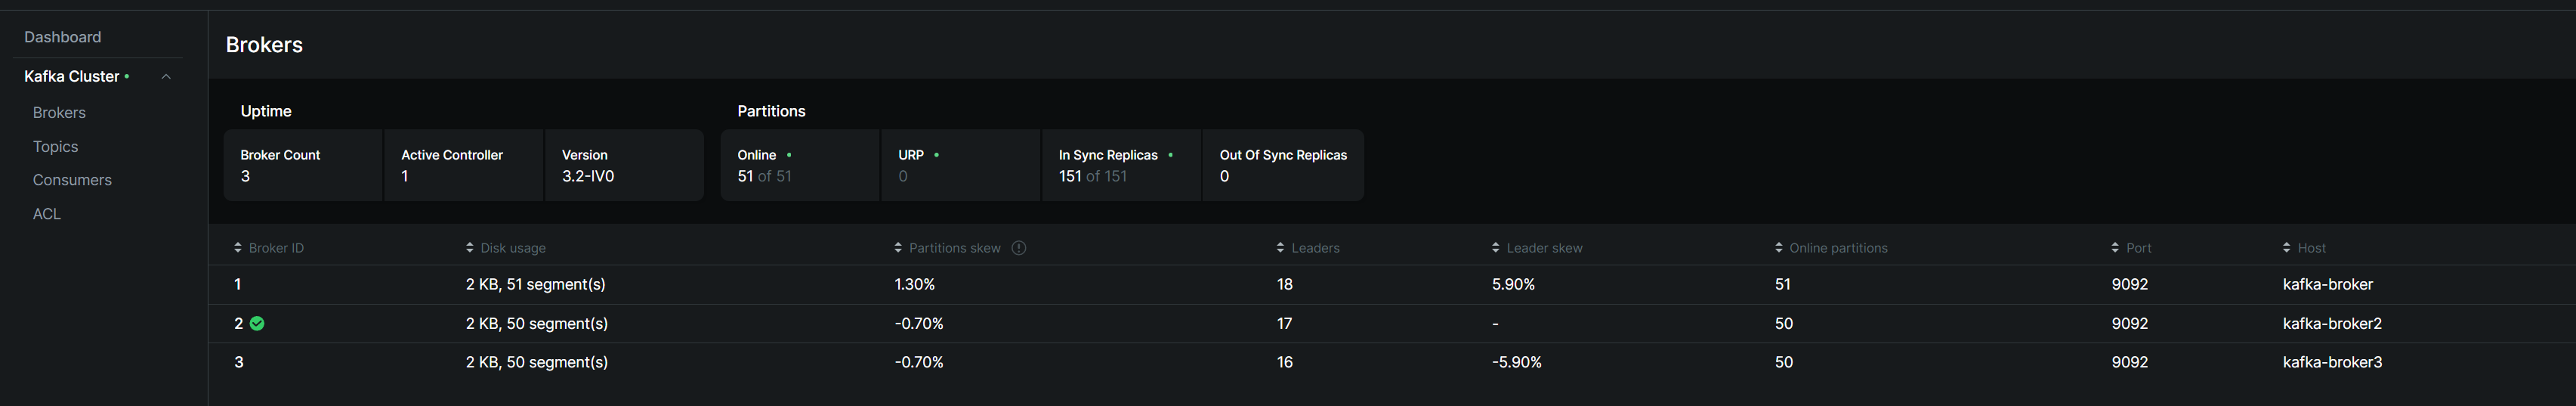 Dashboard
Kafka Cluster
Brokers
Topics
Consumers
ACL
Brokers
Uptime
Broker Count
3
Active Controller
1
Version
3.2-IV0
Partitions
Online
51 of 51
URP
0
In Sync Replicas
151 of 151
Out Of Sync Replicas
0
Broker ID Disk usage Partitions skew Leaders Leader skew Online partitions Port Host
1 2 KB, 51 segment(s) 1.30% 18 5.90% 51 9092 kafka-broker
2 2 KB, 50 segment(s) -0.70% 17 - 50 9092 kafka-broker2
3 2 KB, 50 segment(s) -0.70% 16 -5.90% 50 9092 kafka-broker3